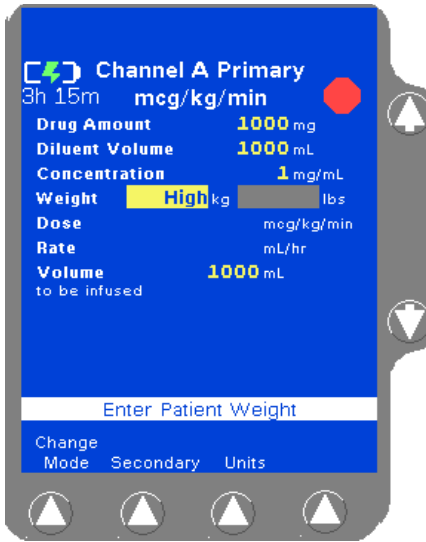 Channel A Primary
3h 15m mcg/kg/min
Drug Amount 1000 mg
Diluent Volume 1000 mL
Concentration 1 mg/mL
Weight High kg lbs
Dose mcg/kg/min
Rate mL/hr
Volume 1000 mL
to be infused
Enter Patient Weight
Change
Mode Secondary Units